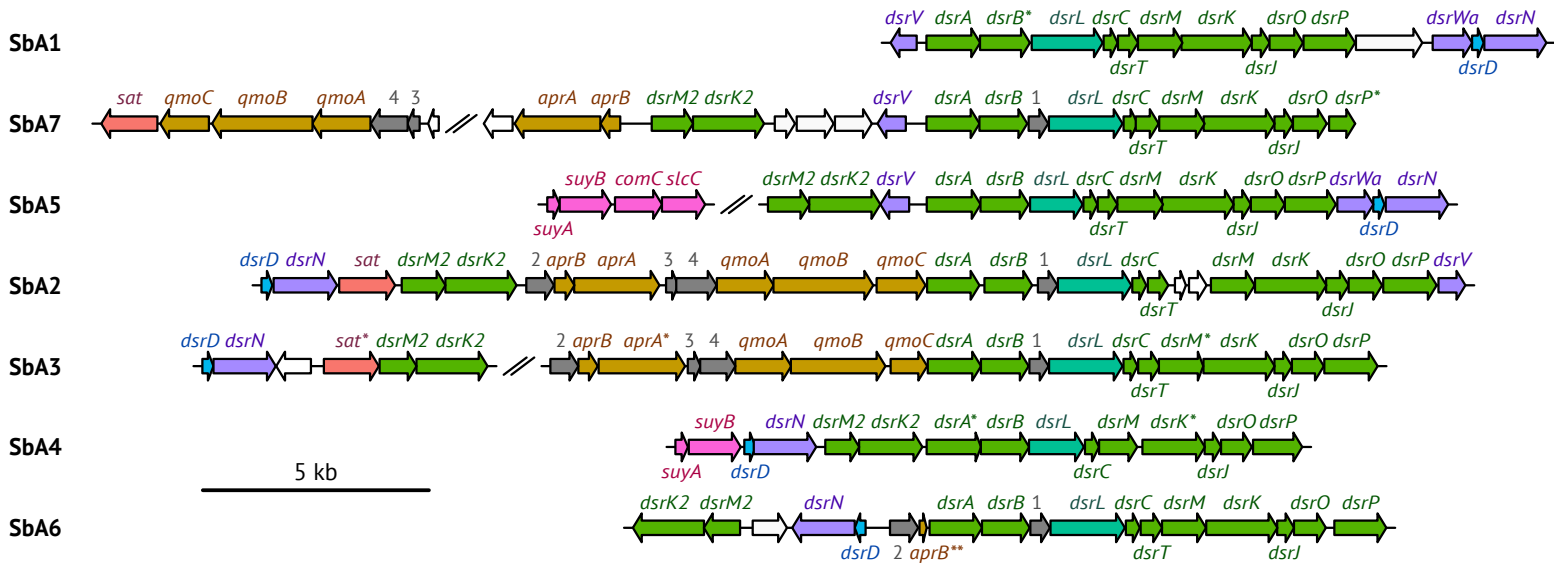 dsrV dsrA dsrB* dsrL dsrC dsrM dsrK dsrO dsrP dsrWa dsrN
SbA1
dsrT dsrJ dsrD
sat qmoC qmoB qmoA 4 3 aprA aprB dsrM2 dsrK2 dsrV dsrA dsrB 1 dsrL dsrC dsrM dsrK dsrO dsrP*
SbA7
dsrT dsrJ
suyB comC slcC dsrM2 dsrK2 dsrV dsrA dsrB dsrL dsrC dsrM dsrK dsrO dsrP dsrWa dsrN
SbA5
suyA dsrT dsrJ dsrD
dsrD dsrN sat dsrM2 dsrK2 2 aprB aprA 3 4 qmoA qmoB qmoC dsrA dsrB 1 dsrL dsrC dsrM dsrK dsrO dsrP dsrV
SbA2
dsrT dsrJ
dsrD dsrN sat* dsrM2 dsrK2 2 aprB aprA* 3 4 qmoA qmoB qmoC dsrA dsrB 1 dsrL dsrC dsrM* dsrK dsrO dsrP
SbA3
dsrT dsrJ
suyB dsrN dsrM2 dsrK2 dsrA* dsrB dsrL dsrM dsrK* dsrO dsrP
SbA4
suyA dsrD dsrC dsrJ
5 kb
dsrK2 dsrM2 dsrN dsrA dsrB 1 dsrL dsrC dsrM dsrK dsrO dsrP
SbA6
dsrD 2 aprB** dsrT dsrJ